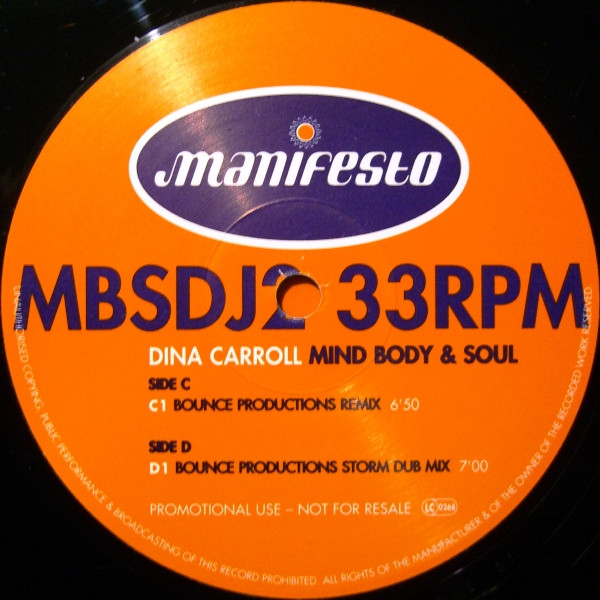 manifesto
MBSDJ2 33RPM
DINA CARROLL MIND BODY & SOUL
SIDE C
C1 BOUNCE PRODUCTIONS REMIX 6'50
SIDE D
D1 BOUNCE PRODUCTIONS STORM DUB MIX 7'00
PROMOTIONAL USE – NOT FOR RESALE LC 0268
UNAUTHORISED COPYING, PUBLIC PERFORMANCE & BROADCASTING OF THIS RECORD PROHIBITED. ALL RIGHTS OF THE MANUFACTURER & OF THE OWNER OF THE RECORDED WORK RESERVED